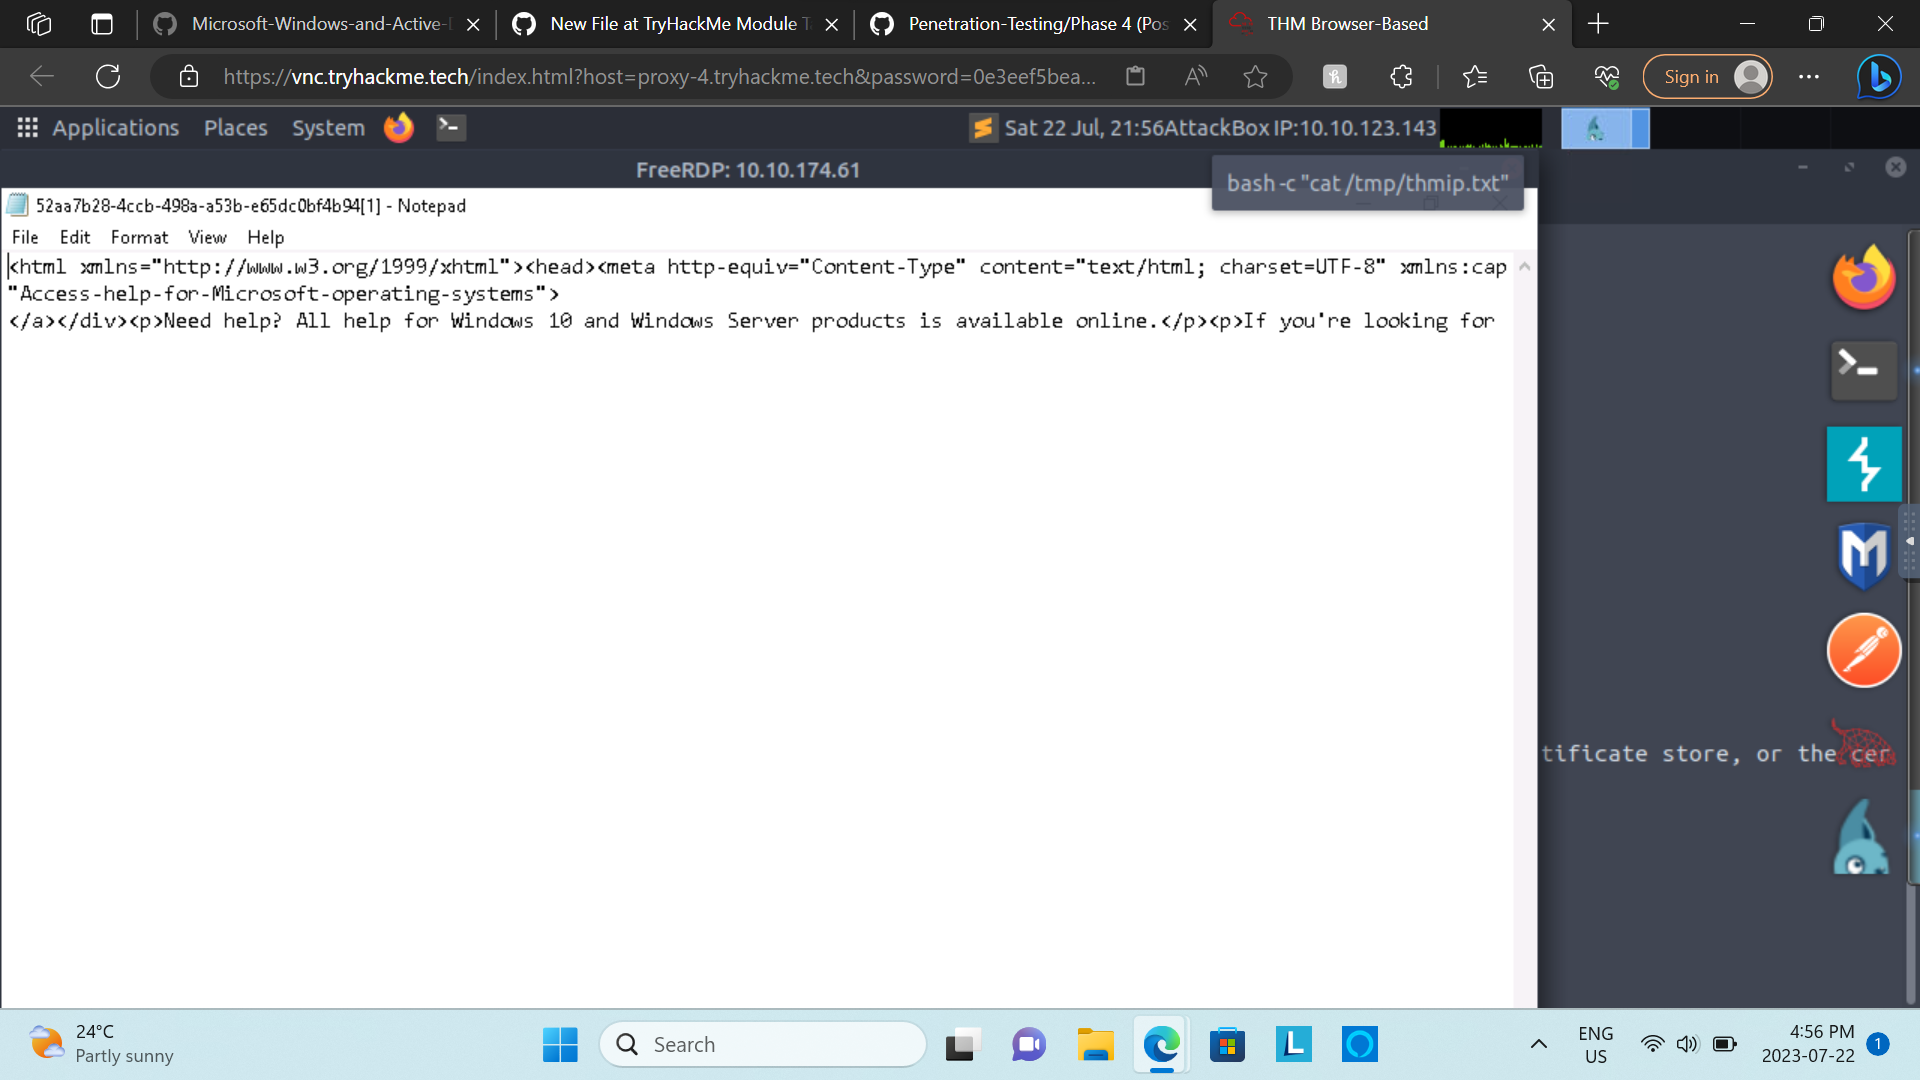 Microsoft-Windows-and-Active-D
New File at TryHackMe Module T
Penetration-Testing/Phase 4 (Pos
THM Browser-Based
https://vnc.tryhackme.tech/index.html?host=proxy-4.tryhackme.tech&password=0e3eef5bea...
Sign in
Applications Places System
Sat 22 Jul, 21:56 AttackBox IP:10.10.123.143
FreeRDP: 10.10.174.61
bash -c "cat /tmp/thmip.txt"
52aa7b28-4ccb-498a-a53b-e65dc0bf4b94[1] - Notepad
File Edit Format View Help
<html xmlns="http://www.w3.org/1999/xhtml"><head><meta http-equiv="Content-Type" content="text/html; charset=UTF-8" xmlns:cap
"Access-help-for-Microsoft-operating-systems">
</a></div><p>Need help? All help for Windows 10 and Windows Server products is available online.</p><p>If you're looking for
tificate store, or the cer
24°C
Partly sunny
Search
ENG
US
4:56 PM
2023-07-22
1